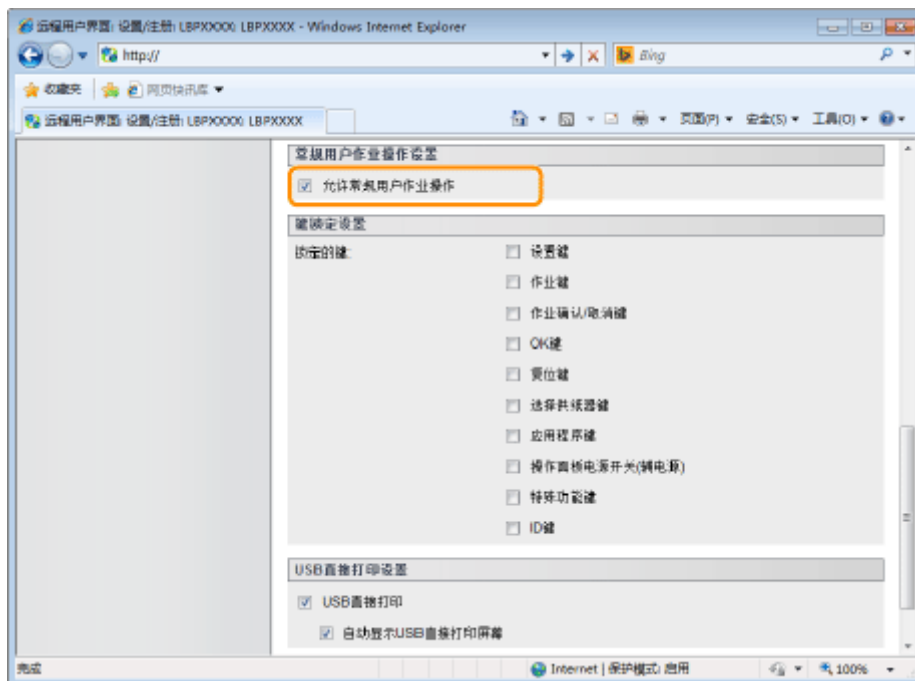 远程用户界面: 设置/注册: LBPXXXX: LBPXXXX - Windows Internet Explorer
http://
Bing
收藏夹
网页快讯库
远程用户界面: 设置/注册: LBPXXXX: LBPXXXX
页面(P)
安全(S)
工具(O)
常规用户作业操作设置
允许常规用户作业操作
键锁定设置
锁定的键:
设置键
作业键
作业确认/取消键
OK键
复位键
选择供纸器键
应用程序键
操作面板电源开关(辅电源)
特殊功能键
ID键
USB直接打印设置
USB直接打印
自动显示USB直接打印屏幕
完成
Internet | 保护模式: 启用
100%